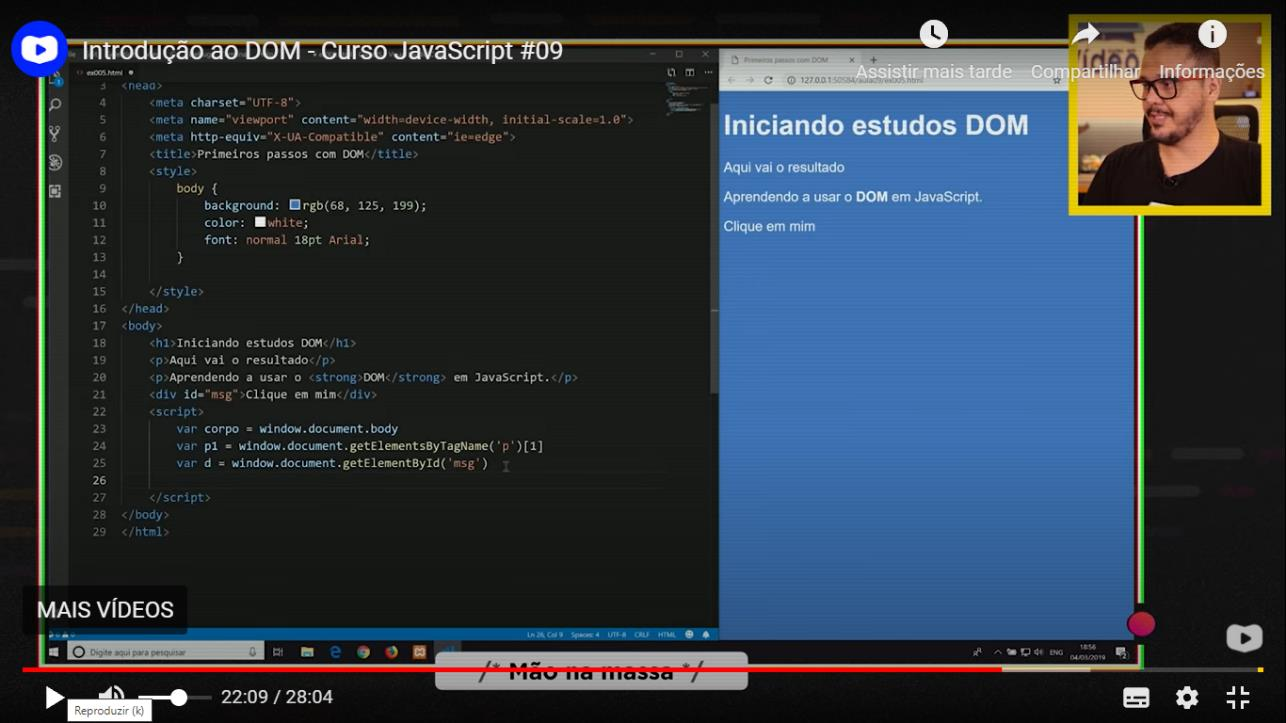 Introdução ao DOM - Curso JavaScript #09
Assistir mais tarde
Compartilhar
Informações
ex005.html
3 <head>
4 <meta charset="UTF-8">
5 <meta name="viewport" content="width=device-width, initial-scale=1.0">
6 <meta http-equiv="X-UA-Compatible" content="ie=edge">
7 <title>Primeiros passos com DOM</title>
8 <style>
9 body {
10 background: rgb(68, 125, 199);
11 color: white;
12 font: normal 18pt Arial;
13 }
14
15 </style>
16 </head>
17 <body>
18 <h1>Iniciando estudos DOM</h1>
19 <p>Aqui vai o resultado</p>
20 <p>Aprendendo a usar o <strong>DOM</strong> em JavaScript.</p>
21 <div id="msg">Clique em mim</div>
22 <script>
23 var corpo = window.document.body
24 var p1 = window.document.getElementsByTagName('p')[1]
25 var d = window.document.getElementById('msg')
26
27 </script>
28 </body>
29 </html>
Primeiros passos com DOM
127.0.0.1:50584/aula09/ex005.html
Iniciando estudos DOM
Aqui vai o resultado
Aprendendo a usar o DOM em JavaScript.
Clique em mim
MAIS VÍDEOS
Ln 26, Col 9 Spaces: 4 UTF-8 CRLF HTML
Digite aqui para pesquisar
ENG
18:56
04/03/2019
/* Mão na massa */
22:09 / 28:04
Reproduzir (k)